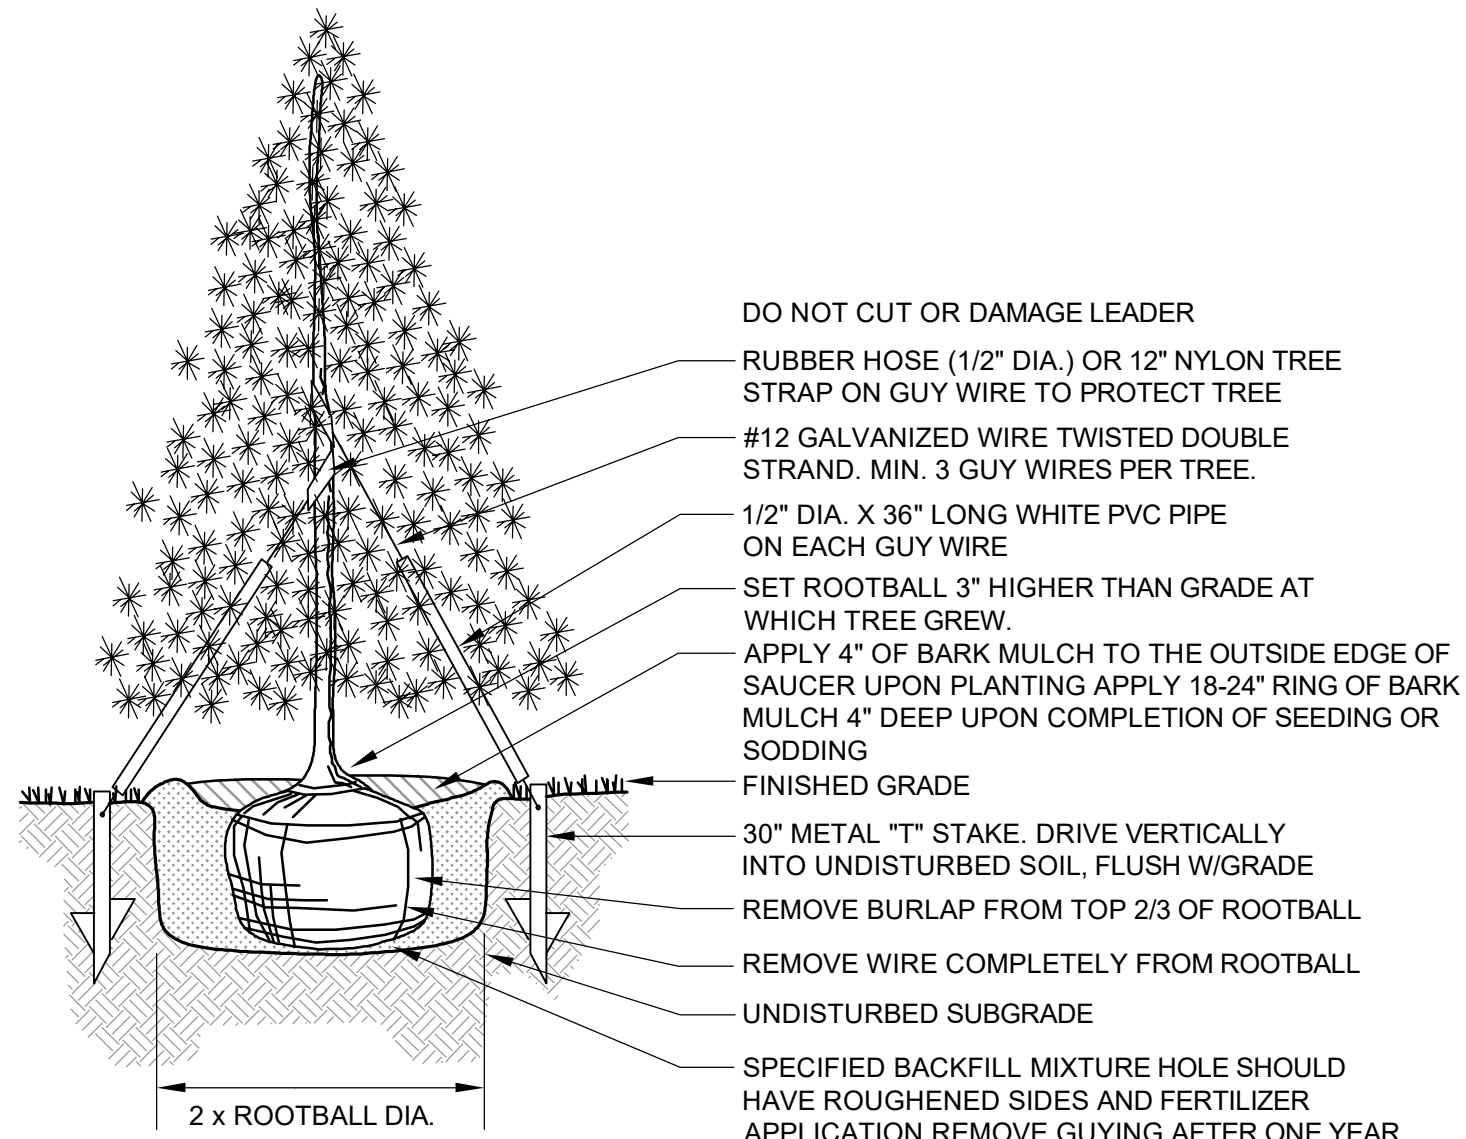 DO NOT CUT OR DAMAGE LEADER
RUBBER HOSE (1/2" DIA.) OR 12" NYLON TREE
STRAP ON GUY WIRE TO PROTECT TREE
#12 GALVANIZED WIRE TWISTED DOUBLE
STRAND. MIN. 3 GUY WIRES PER TREE.
1/2" DIA. X 36" LONG WHITE PVC PIPE
ON EACH GUY WIRE
SET ROOTBALL 3" HIGHER THAN GRADE AT
WHICH TREE GREW.
APPLY 4" OF BARK MULCH TO THE OUTSIDE EDGE OF
SAUCER UPON PLANTING APPLY 18-24" RING OF BARK
MULCH 4" DEEP UPON COMPLETION OF SEEDING OR
SODDING
FINISHED GRADE
30" METAL "T" STAKE. DRIVE VERTICALLY
INTO UNDISTURBED SOIL, FLUSH W/GRADE
REMOVE BURLAP FROM TOP 2/3 OF ROOTBALL
REMOVE WIRE COMPLETELY FROM ROOTBALL
UNDISTURBED SUBGRADE
SPECIFIED BACKFILL MIXTURE HOLE SHOULD
HAVE ROUGHENED SIDES AND FERTILIZER
APPLICATION REMOVE GUYING AFTER ONE YEAR
2 x ROOTBALL DIA.